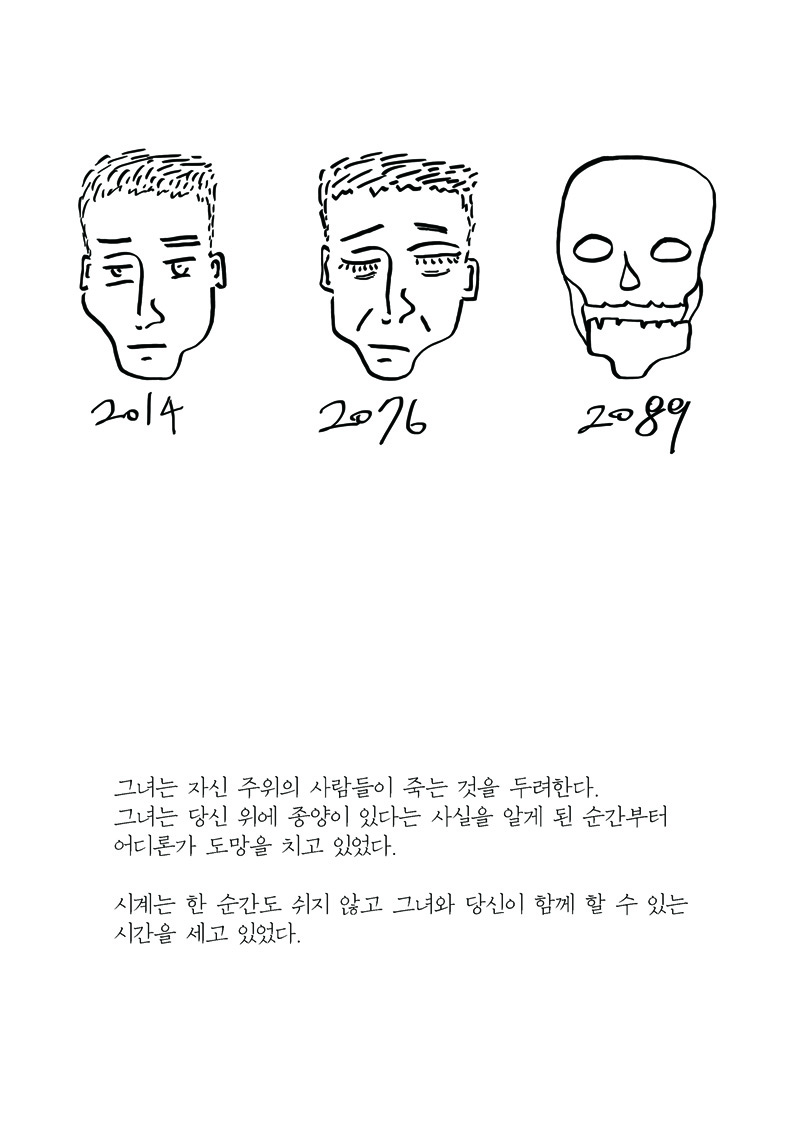 2014 2076 2089
그녀는 자신 주위의 사람들이 죽는 것을 두려한다.
그녀는 당신 위에 종양이 있다는 사실을 알게 된 순간부터
어디론가 도망을 치고 있었다.
시계는 한 순간도 쉬지 않고 그녀와 당신이 함께 할 수 있는
시간을 세고 있었다.